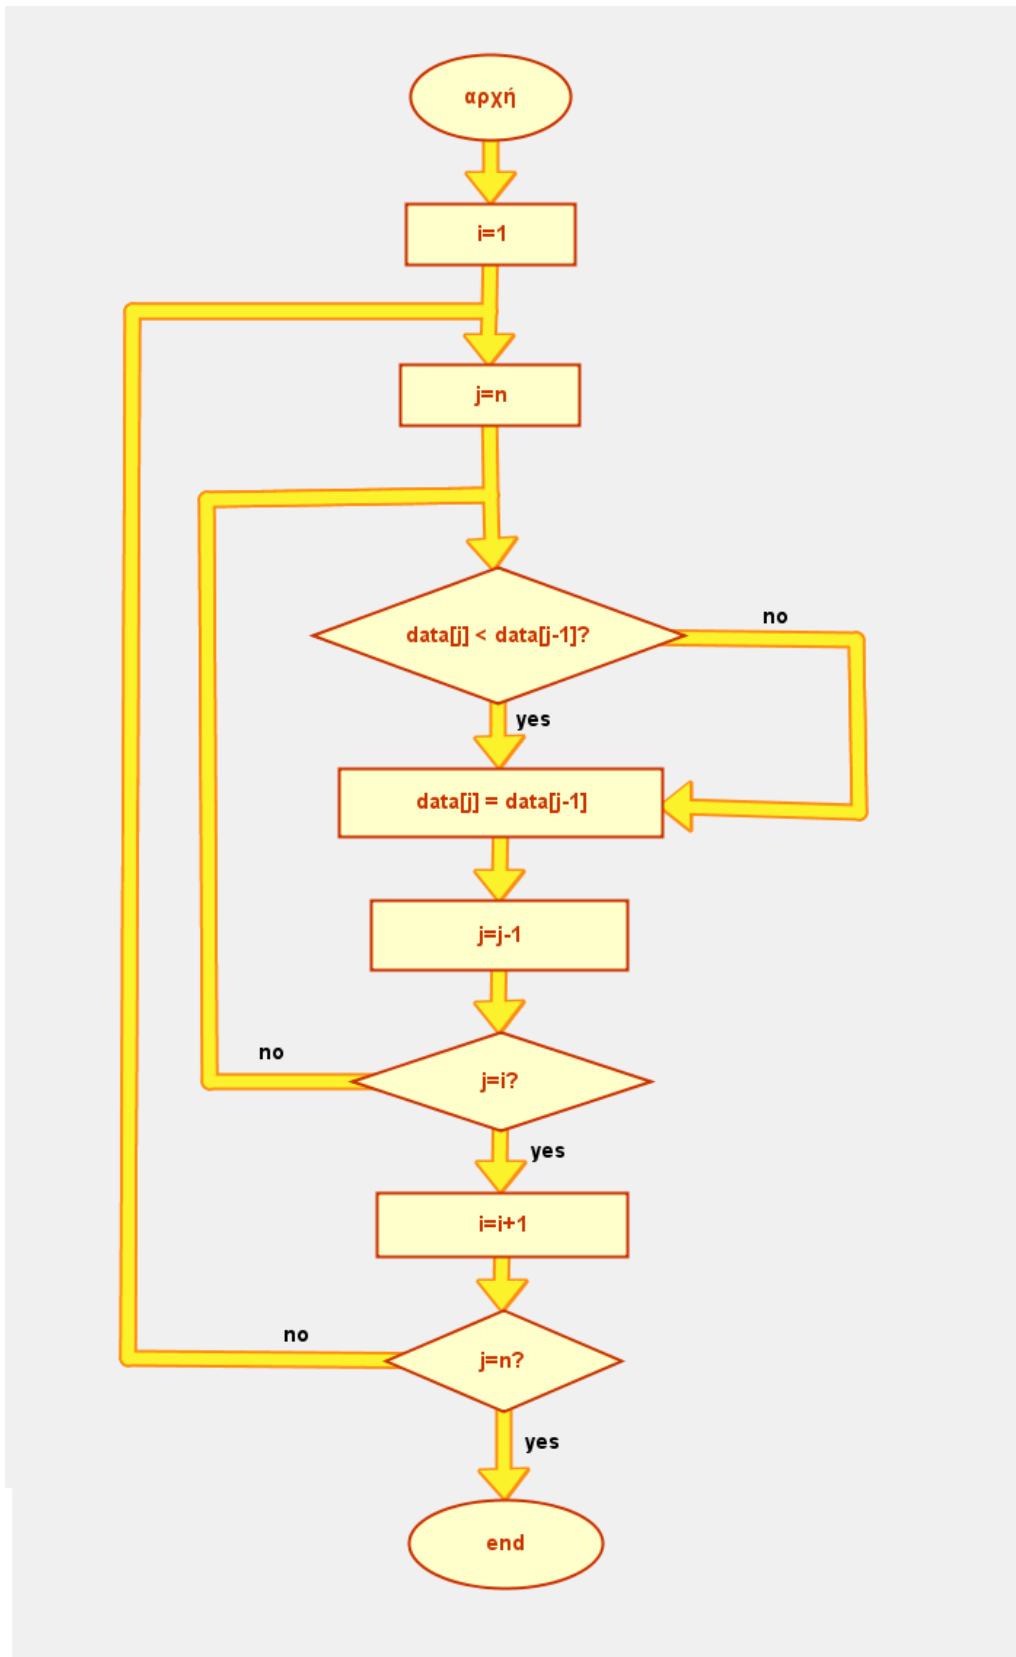 αρχή
i=1
j=n
data[j] < data[j-1]?
no
yes
data[j] = data[j-1]
j=j-1
j=i?
no
yes
i=i+1
j=n?
no
yes
end